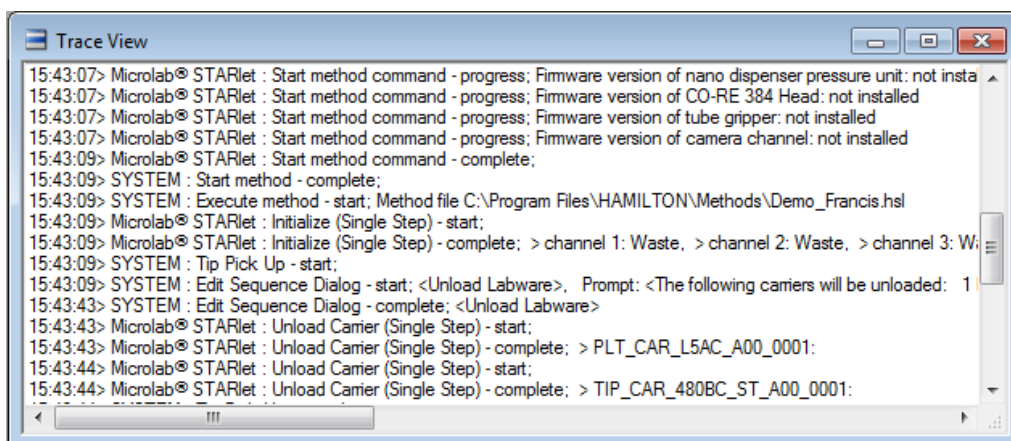 Trace View
15:43:07> Microlab® STARlet : Start method command - progress; Firmware version of nano dispenser pressure unit: not insta
15:43:07> Microlab® STARlet : Start method command - progress; Firmware version of CO-RE 384 Head: not installed
15:43:07> Microlab® STARlet : Start method command - progress; Firmware version of tube gripper: not installed
15:43:07> Microlab® STARlet : Start method command - progress; Firmware version of camera channel: not installed
15:43:09> Microlab® STARlet : Start method command - complete;
15:43:09> SYSTEM : Start method - complete;
15:43:09> SYSTEM : Execute method - start; Method file C:\Program Files\HAMILTON\Methods\Demo_Francis.hsl
15:43:09> Microlab® STARlet : Initialize (Single Step) - start;
15:43:09> Microlab® STARlet : Initialize (Single Step) - complete; > channel 1: Waste, > channel 2: Waste, > channel 3: Wa
15:43:09> SYSTEM : Tip Pick Up - start;
15:43:09> SYSTEM : Edit Sequence Dialog - start; <Unload Labware>, Prompt: <The following carriers will be unloaded: 1
15:43:43> SYSTEM : Edit Sequence Dialog - complete; <Unload Labware>
15:43:43> Microlab® STARlet : Unload Carrier (Single Step) - start;
15:43:43> Microlab® STARlet : Unload Carrier (Single Step) - complete; > PLT_CAR_L5AC_A00_0001:
15:43:44> Microlab® STARlet : Unload Carrier (Single Step) - start;
15:43:44> Microlab® STARlet : Unload Carrier (Single Step) - complete; > TIP_CAR_480BC_ST_A00_0001: